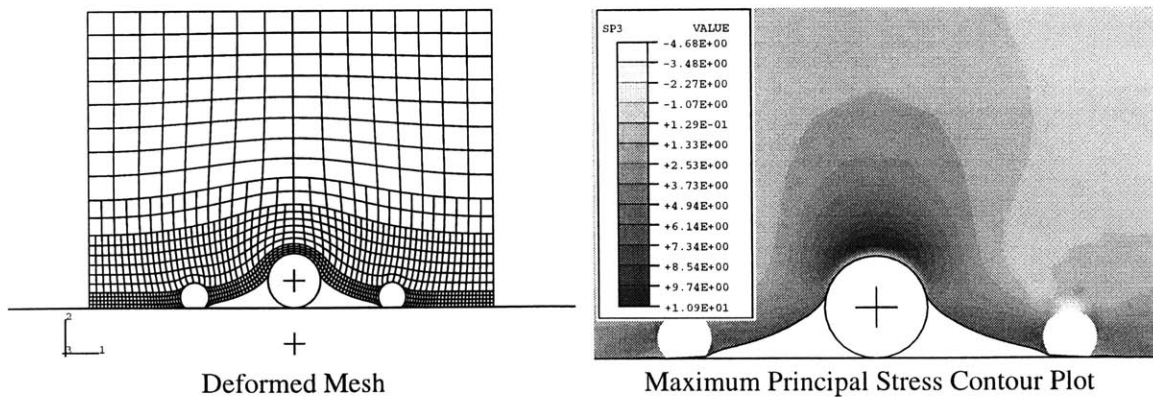 SP3 VALUE
-4.68E+00
-3.48E+00
-2.27E+00
-1.07E+00
+1.29E-01
+1.33E+00
+2.53E+00
+3.73E+00
+4.94E+00
+6.14E+00
+7.34E+00
+8.54E+00
+9.74E+00
+1.09E+01
2
3 1
Deformed Mesh
Maximum Principal Stress Contour Plot